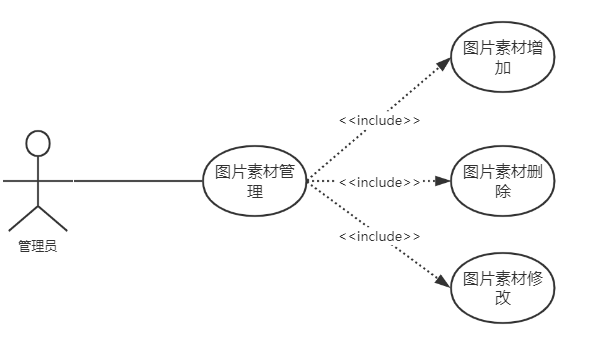 图片素材增
加
<<include>>
图片素材管
理
<<include>>
图片素材删
除
<<include>>
管理员
图片素材修
改